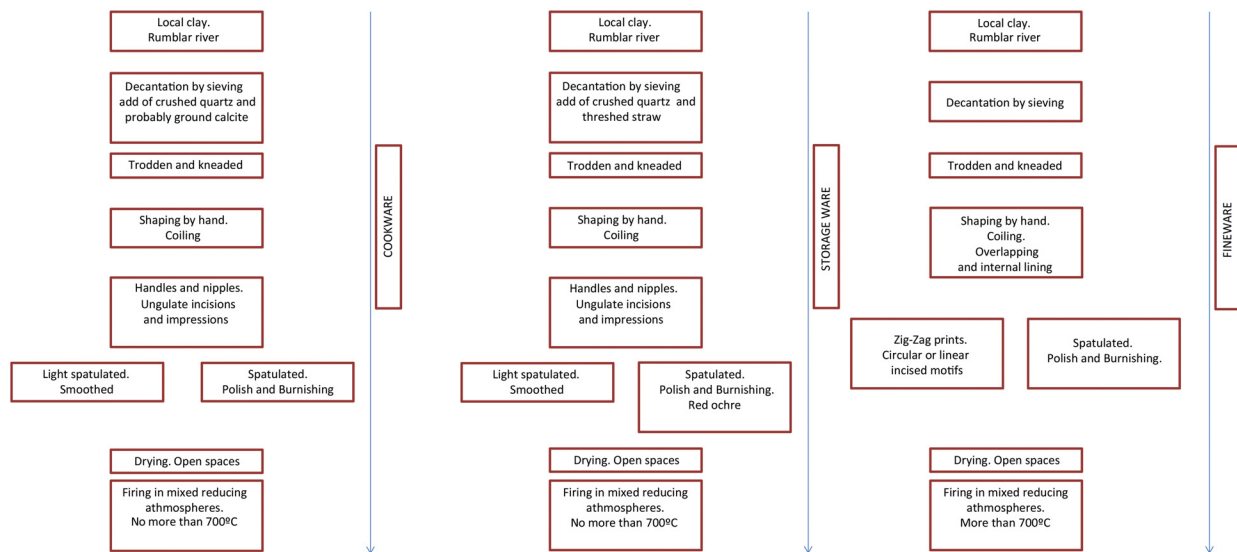 Local clay.
Rumblar river
Decantation by sieving
add of crushed quartz and
probably ground calcite
Trodden and kneaded
Shaping by hand.
Coiling
Handles and nipples.
Ungulate incisions
and impressions
Light spatulated.
Smoothed
Spatulated.
Polish and Burnishing
Drying. Open spaces
Firing in mixed reducing
athmospheres.
No more than 700ºC
COOKWARE
Local clay.
Rumblar river
Decantation by sieving
add of crushed quartz and
threshed straw
Trodden and kneaded
Shaping by hand.
Coiling
Handles and nipples.
Ungulate incisions
and impressions
Light spatulated.
Smoothed
Spatulated.
Polish and Burnishing.
Red ochre
Drying. Open spaces
Firing in mixed reducing
athmospheres.
No more than 700ºC
STORAGE WARE
Local clay.
Rumblar river
Decantation by sieving
Trodden and kneaded
Shaping by hand.
Coiling.
Overlapping
and internal lining
Zig-Zag prints.
Circular or linear
incised motifs
Spatulated.
Polish and Burnishing.
Drying. Open spaces
Firing in mixed reducing
athmospheres.
More than 700ºC
FINEWARE